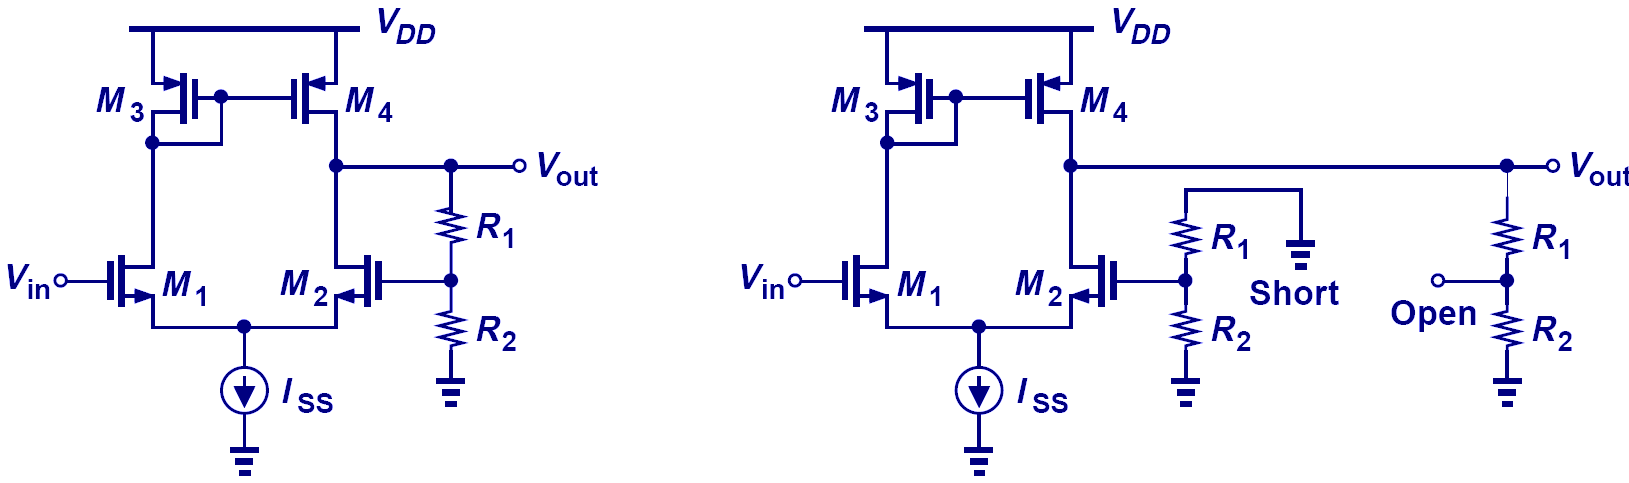 VDD
M3
M4
Vout
R1
Vin
M1
M2
R2
ISS
VDD
M3
M4
Vout
R1
Short
R1
Vin
M1
M2
R2
Open
R2
ISS